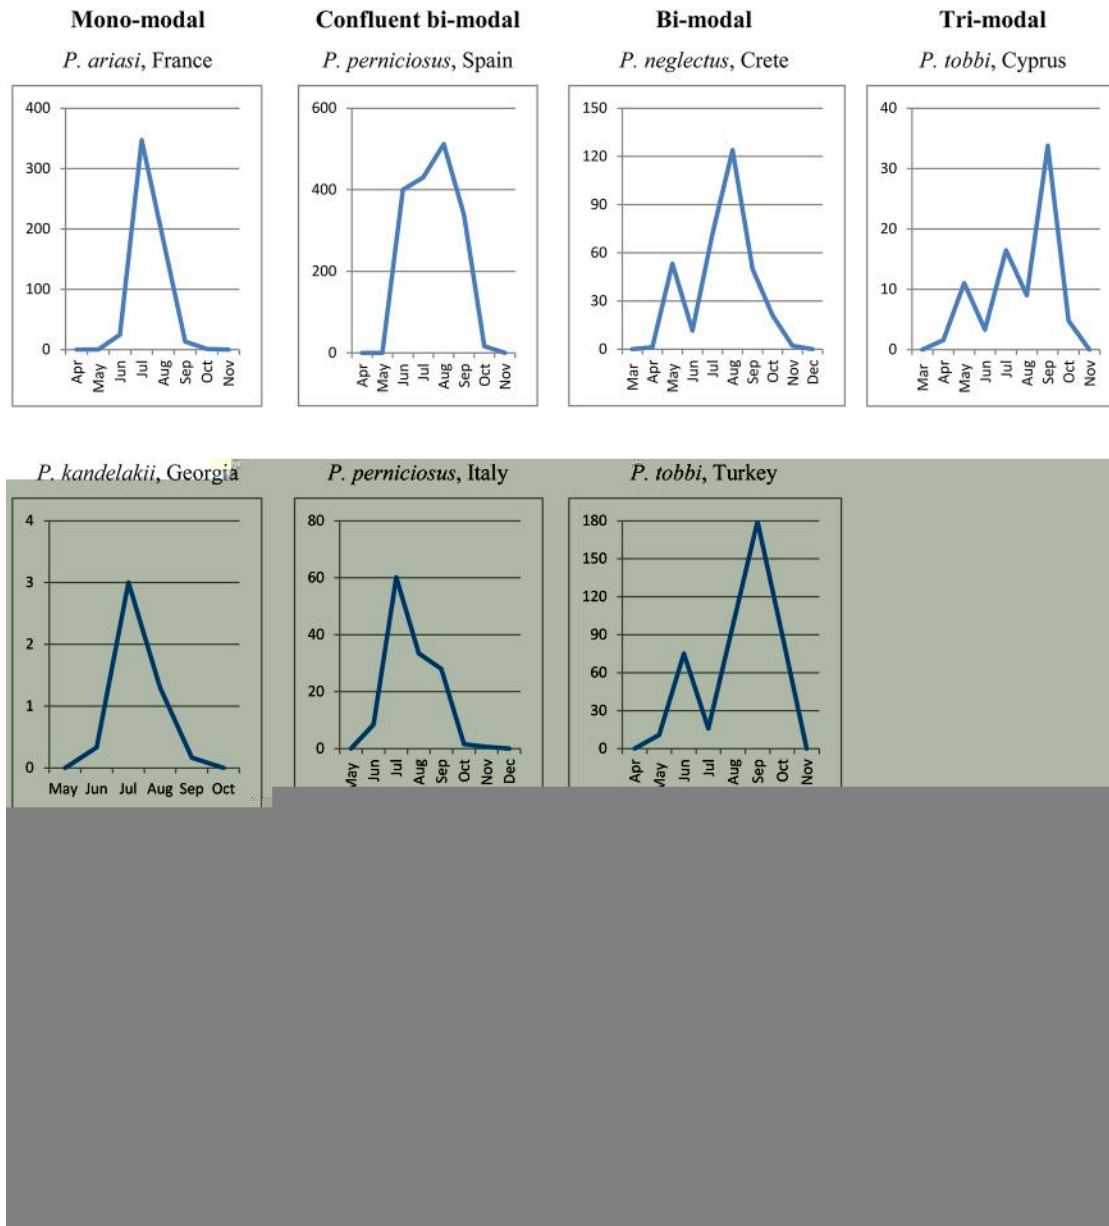 Mono-modal Confluent bi-modal Bi-modal Tri-modal
P. ariasi, France P. perniciosus, Spain P. neglectus, Crete P. tobbi, Cyprus
400 600 150 40
300 400 120 30
200 200 90 20
100 0 60 10
0 30 0
0
Apr May Jun Jul Aug Sep Oct Nov
Apr May Jun Jul Aug Sep Oct Nov
Mar Apr May Jun Jul Aug Sep Oct Nov Dec
Mar Apr May Jun Jul Aug Sep Oct Nov
P. kandelakii, Georgia P. perniciosus, Italy P. tobbi, Turkey
4 80 180
3 60 150
2 40 120
1 20 90
0 0 60
30
0
May Jun Jul Aug Sep Oct
Jun Jul Aug Sep Oct Nov Dec
Apr Jun Jul Aug Sep Oct Nov